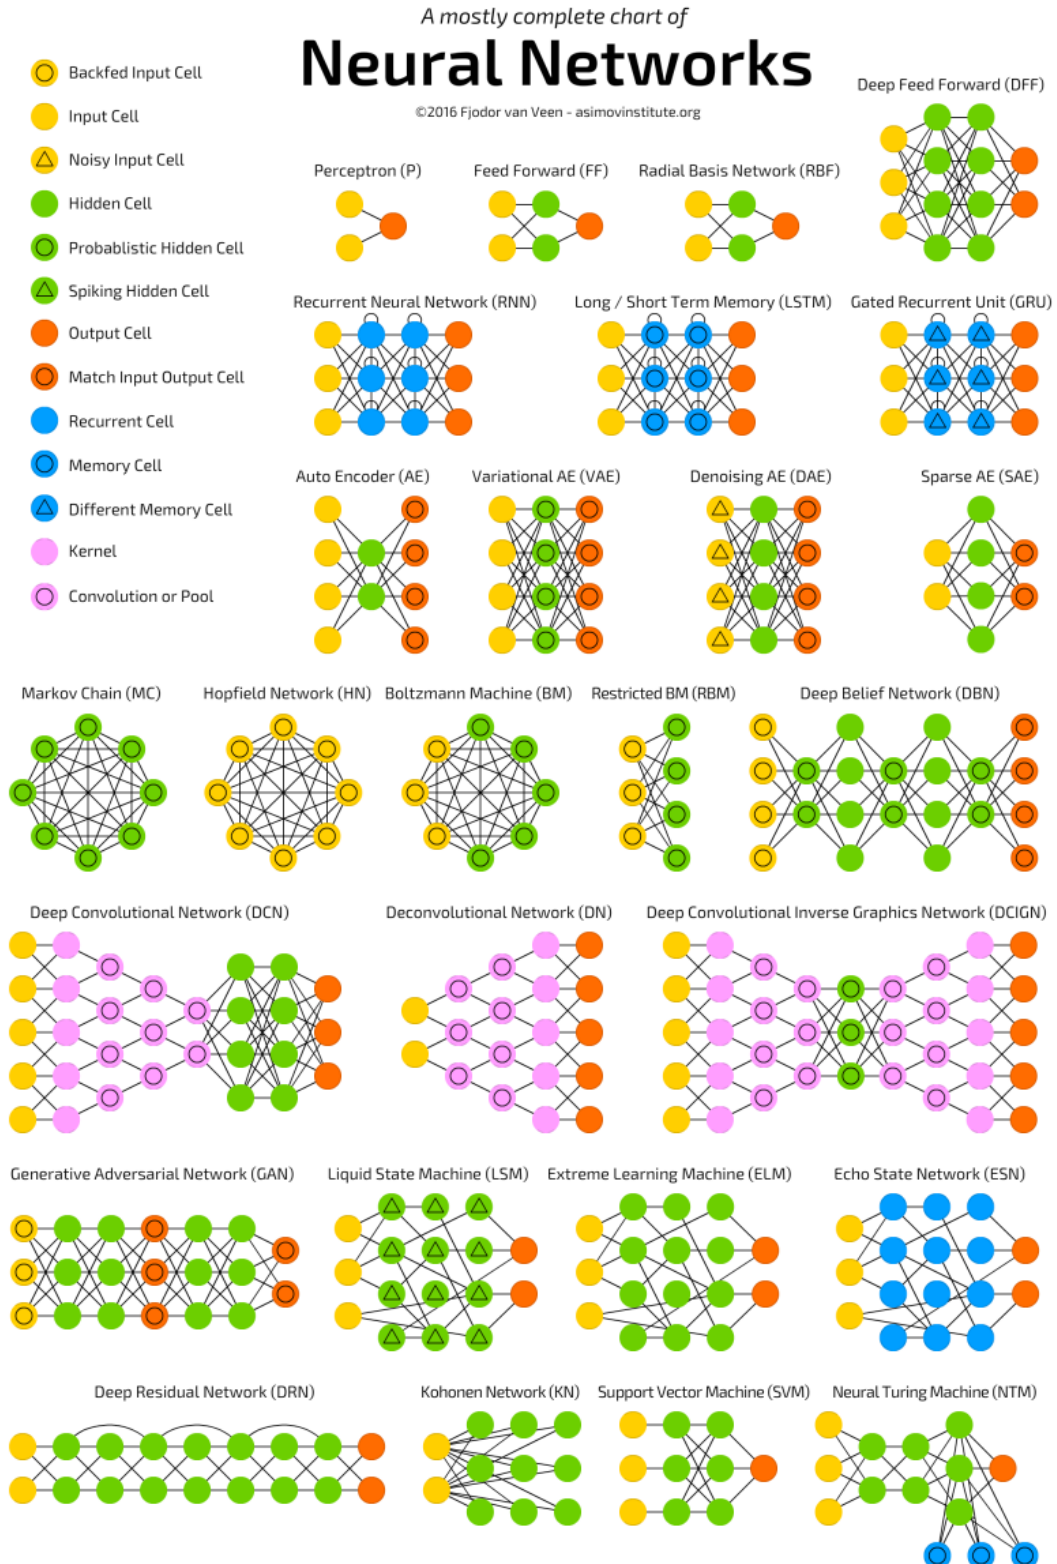 A mostly complete chart of
Neural Networks
©2016 Fjodor van Veen - asimovinstitute.org
Backfed Input Cell
Input Cell
Noisy Input Cell
Hidden Cell
Probablistic Hidden Cell
Spiking Hidden Cell
Output Cell
Match Input Output Cell
Recurrent Cell
Memory Cell
Different Memory Cell
Kernel
Convolution or Pool
Deep Feed Forward (DFF)
Perceptron (P)
Feed Forward (FF)
Radial Basis Network (RBF)
Recurrent Neural Network (RNN)
Long / Short Term Memory (LSTM)
Gated Recurrent Unit (GRU)
Auto Encoder (AE)
Variational AE (VAE)
Denoising AE (DAE)
Sparse AE (SAE)
Markov Chain (MC)
Hopfield Network (HN)
Boltzmann Machine (BM)
Restricted BM (RBM)
Deep Belief Network (DBN)
Deep Convolutional Network (DCN)
Deconvolutional Network (DN)
Deep Convolutional Inverse Graphics Network (DCIGN)
Generative Adversarial Network (GAN)
Liquid State Machine (LSM)
Extreme Learning Machine (ELM)
Echo State Network (ESN)
Deep Residual Network (DRN)
Kohonen Network (KN)
Support Vector Machine (SVM)
Neural Turing Machine (NTM)